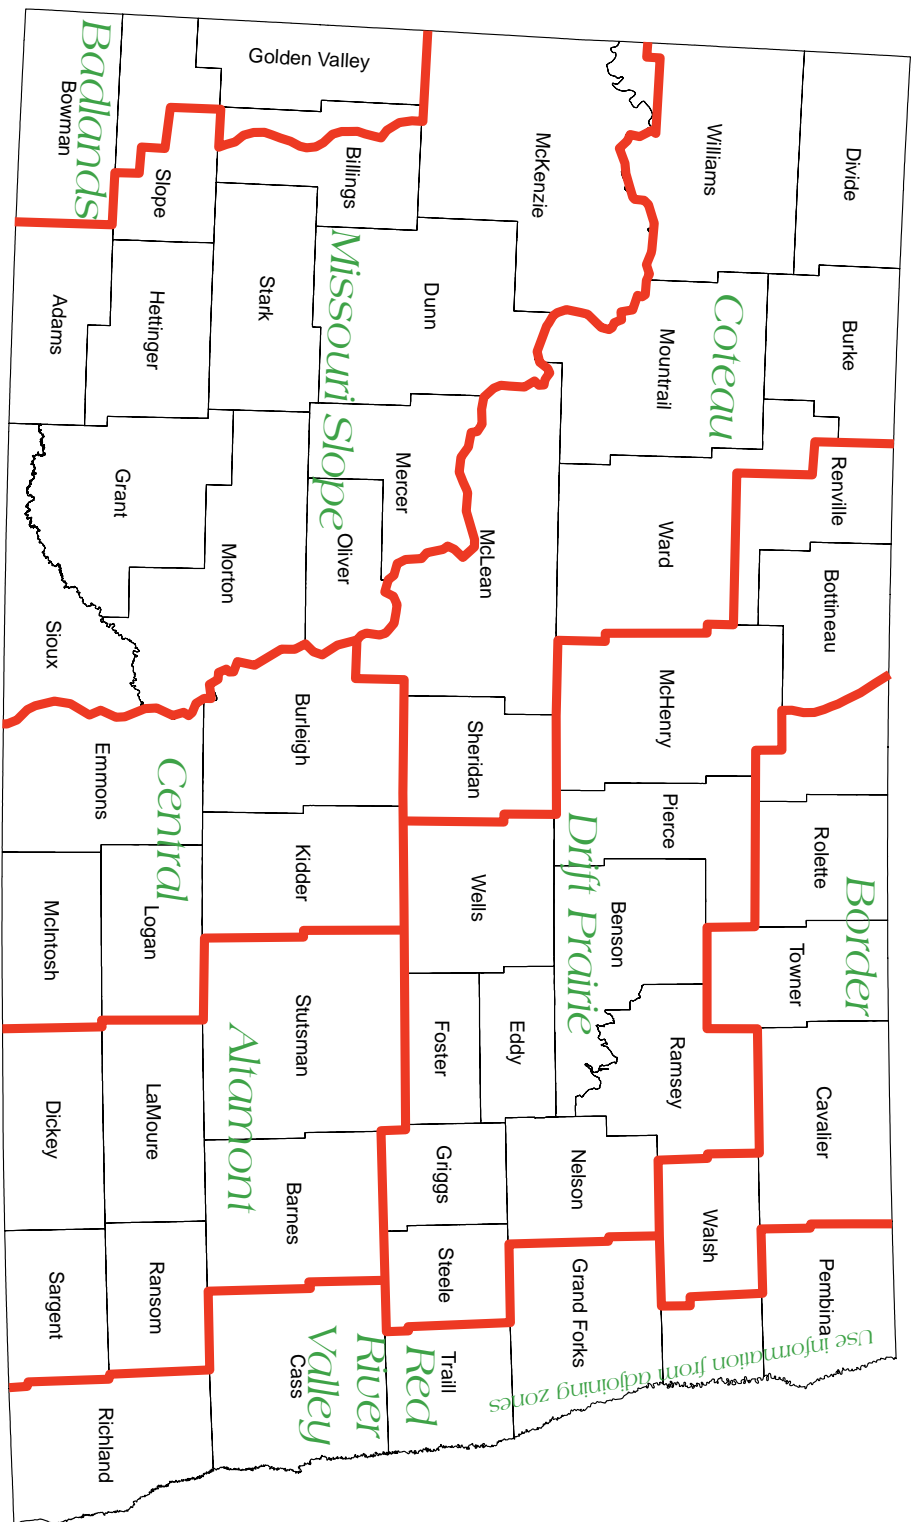 Divide
Burke
Renville
Bottineau
Rolette
Towner
Cavalier
Pembina
Border
Williams
Mountrail
Ward
McHenry
Pierce
Benson
Ramsey
Walsh
Coteau
Drift Prairie
Nelson
Grand Forks
Use information from adjoining zones
McKenzie
McLean
Sheridan
Wells
Eddy
Foster
Griggs
Steele
Traill
Red
River
Valley
Golden Valley
Billings
Dunn
Mercer
Oliver
Missouri Slope
Stark
Morton
Burleigh
Kidder
Stutsman
Barnes
Cass
Altamont
Central
Slope
Hettinger
Grant
Emmons
Logan
LaMoure
Ransom
Richland
Badlands
Bowman
Adams
Sioux
McIntosh
Dickey
Sargent